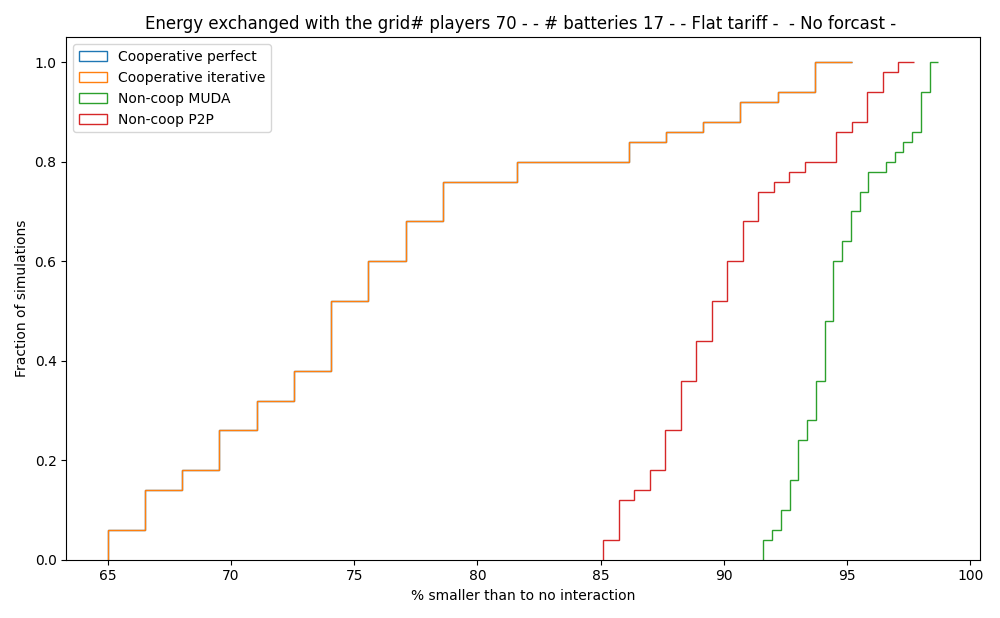 Energy exchanged with the grid# players 70 - - # batteries 17 - - Flat tariff -  - No forcast -
Cooperative perfect
Cooperative iterative
Non-coop MUDA
Non-coop P2P
Fraction of simulations
1.0
0.8
0.6
0.4
0.2
0.0
65 70 75 80 85 90 95 100
% smaller than to no interaction